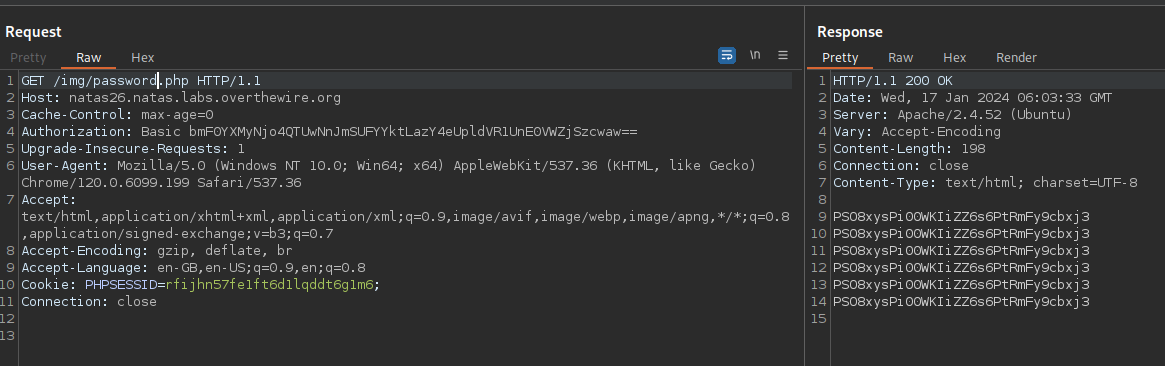 Request
Pretty Raw Hex \n
1 GET /img/password.php HTTP/1.1
2 Host: natas26.natas.labs.overthewire.org
3 Cache-Control: max-age=0
4 Authorization: Basic bmF0YXMyNjo4QTUwNnJmSUFYYktLazY4eUpldVR1UnE0VWZjSzcwaw==
5 Upgrade-Insecure-Requests: 1
6 User-Agent: Mozilla/5.0 (Windows NT 10.0; Win64; x64) AppleWebKit/537.36 (KHTML, like Gecko)
Chrome/120.0.6099.199 Safari/537.36
7 Accept:
text/html,application/xhtml+xml,application/xml;q=0.9,image/avif,image/webp,image/apng,*/*;q=0.8
,application/signed-exchange;v=b3;q=0.7
8 Accept-Encoding: gzip, deflate, br
9 Accept-Language: en-GB,en-US;q=0.9,en;q=0.8
10 Cookie: PHPSESSID=rfijhn57fe1ft6d1lqddt6g1m6;
11 Connection: close
12
13
Response
Pretty Raw Hex Render
1 HTTP/1.1 200 OK
2 Date: Wed, 17 Jan 2024 06:03:33 GMT
3 Server: Apache/2.4.52 (Ubuntu)
4 Vary: Accept-Encoding
5 Content-Length: 198
6 Connection: close
7 Content-Type: text/html; charset=UTF-8
8
9 PSO8xysPi00WKIiZZ6s6PtRmFy9cbxj3
10 PSO8xysPi00WKIiZZ6s6PtRmFy9cbxj3
11 PSO8xysPi00WKIiZZ6s6PtRmFy9cbxj3
12 PSO8xysPi00WKIiZZ6s6PtRmFy9cbxj3
13 PSO8xysPi00WKIiZZ6s6PtRmFy9cbxj3
14 PSO8xysPi00WKIiZZ6s6PtRmFy9cbxj3
15